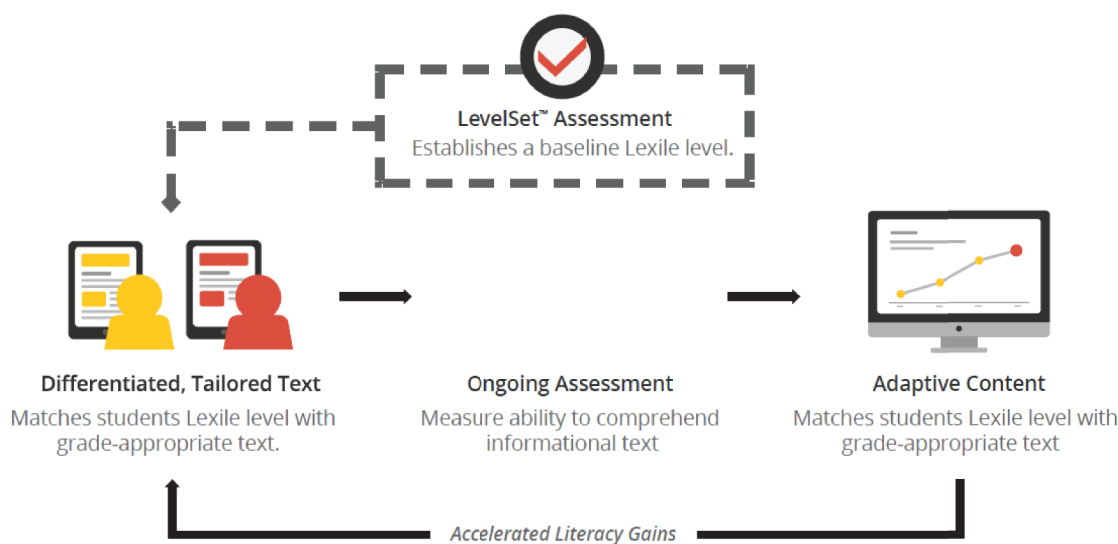 LevelSet™ Assessment
Establishes a baseline Lexile level.
Differentiated, Tailored Text
Matches students Lexile level with
grade-appropriate text.
Ongoing Assessment
Measure ability to comprehend
informational text
Adaptive Content
Matches students Lexile level with
grade-appropriate text
Accelerated Literacy Gains